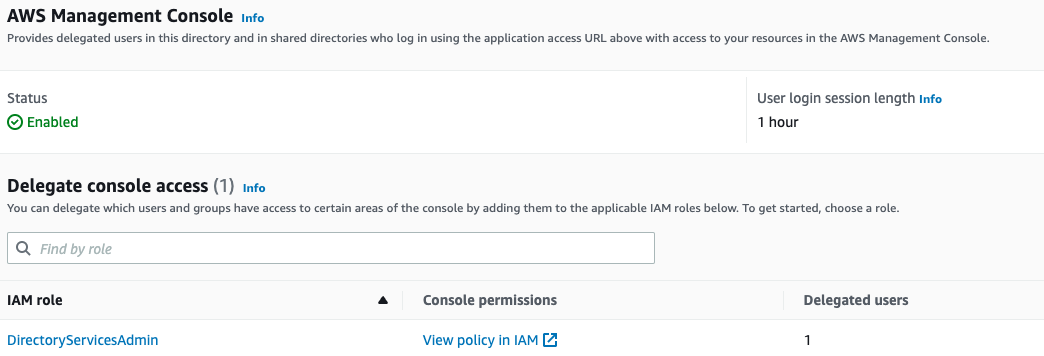 AWS Management Console Info
Provides delegated users in this directory and in shared directories who log in using the application access URL above with access to your resources in the AWS Management Console.
Status
User login session length Info
Enabled
1 hour
Delegate console access (1) Info
You can delegate which users and groups have access to certain areas of the console by adding them to the applicable IAM roles below. To get started, choose a role.
Find by role
IAM role Console permissions Delegated users
DirectoryServicesAdmin View policy in IAM 1